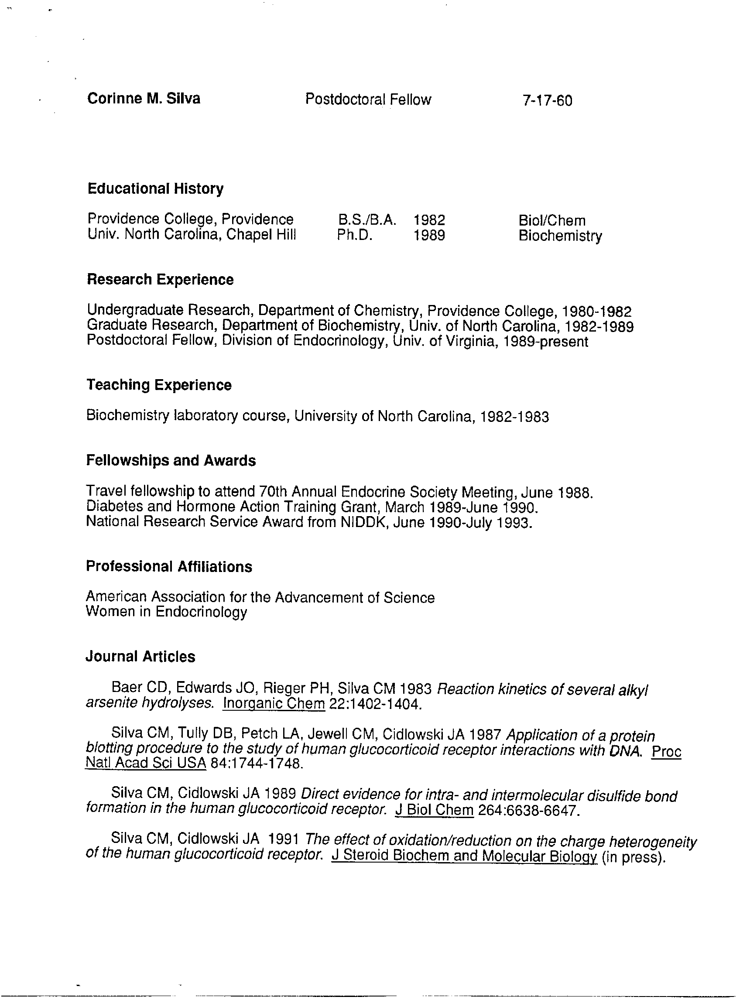 Corinne M. Silva Postdoctoral Fellow 7-17-60
Educational History
Providence College, Providence B.S./B.A. 1982 Biol/Chem
Univ. North Carolina, Chapel Hill Ph.D. 1989 Biochemistry
Research Experience
Undergraduate Research, Department of Chemistry, Providence College, 1980-1982
Graduate Research, Department of Biochemistry, Univ. of North Carolina, 1982-1989
Postdoctoral Fellow, Division of Endocrinology, Univ. of Virginia, 1989-present
Teaching Experience
Biochemistry laboratory course, University of North Carolina, 1982-1983
Fellowships and Awards
Travel fellowship to attend 70th Annual Endocrine Society Meeting, June 1988.
Diabetes and Hormone Action Training Grant, March 1989-June 1990.
National Research Service Award from NIDDK, June 1990-July 1993.
Professional Affiliations
American Association for the Advancement of Science
Women in Endocrinology
Journal Articles
Baer CD, Edwards JO, Rieger PH, Silva CM 1983 Reaction kinetics of several alkyl
arsenite hydrolyses. Inorganic Chem 22:1402-1404.
Silva CM, Tully DB, Petch LA, Jewell CM, Cidlowski JA 1987 Application of a protein
blotting procedure to the study of human glucocorticoid receptor interactions with DNA. Proc
Natl Acad Sci USA 84:1744-1748.
Silva CM, Cidlowski JA 1989 Direct evidence for intra- and intermolecular disulfide bond
formation in the human glucocorticoid receptor. J Biol Chem 264:6638-6647.
Silva CM, Cidlowski JA 1991 The effect of oxidation/reduction on the charge heterogeneity
of the human glucocorticoid receptor. J Steroid Biochem and Molecular Biology (in press).